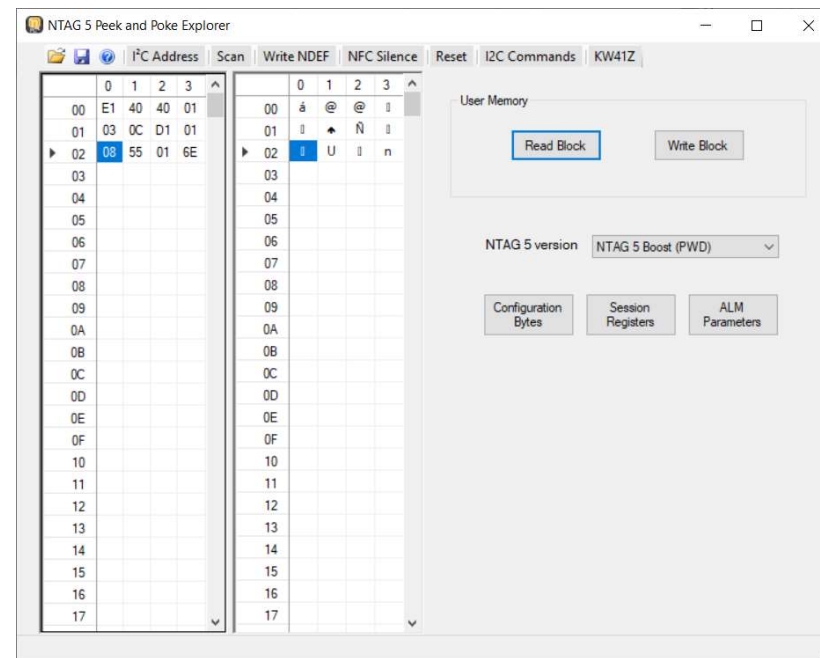 NTAG 5 Peek and Poke Explorer
I²C Address Scan Write NDEF NFC Silence Reset I2C Commands KW41Z
0 1 2 3
00 E1 40 40 01
01 03 0C D1 01
02 08 55 01 6E
03
04
05
06
07
08
09
0A
0B
0C
0D
0E
0F
10
11
12
13
14
15
16
17
0 1 2 3
00 á @ @
01 Ñ
02 U n
03
04
05
06
07
08
09
0A
0B
0C
0D
0E
0F
10
11
12
13
14
15
16
17
User Memory
Read Block Write Block
NTAG 5 version NTAG 5 Boost (PWD)
Configuration Bytes
Session Registers
ALM Parameters